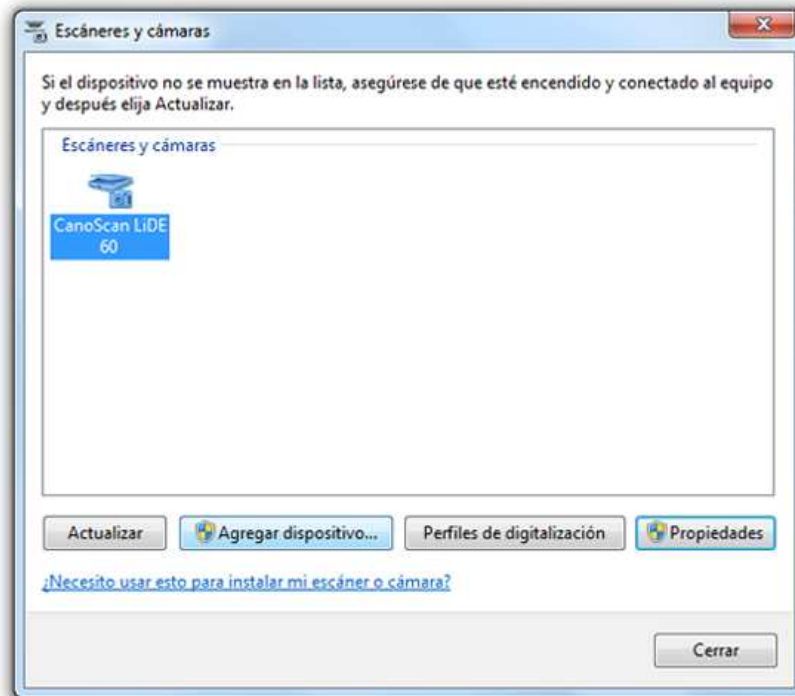 Escáneres y cámaras
Si el dispositivo no se muestra en la lista, asegúrese de que esté encendido y conectado al equipo
y después elija Actualizar.
Escáneres y cámaras
CanoScan LiDE
60
Actualizar
Agregar dispositivo...
Perfiles de digitalización
Propiedades
¿Necesito usar esto para instalar mi escáner o cámara?
Cerrar